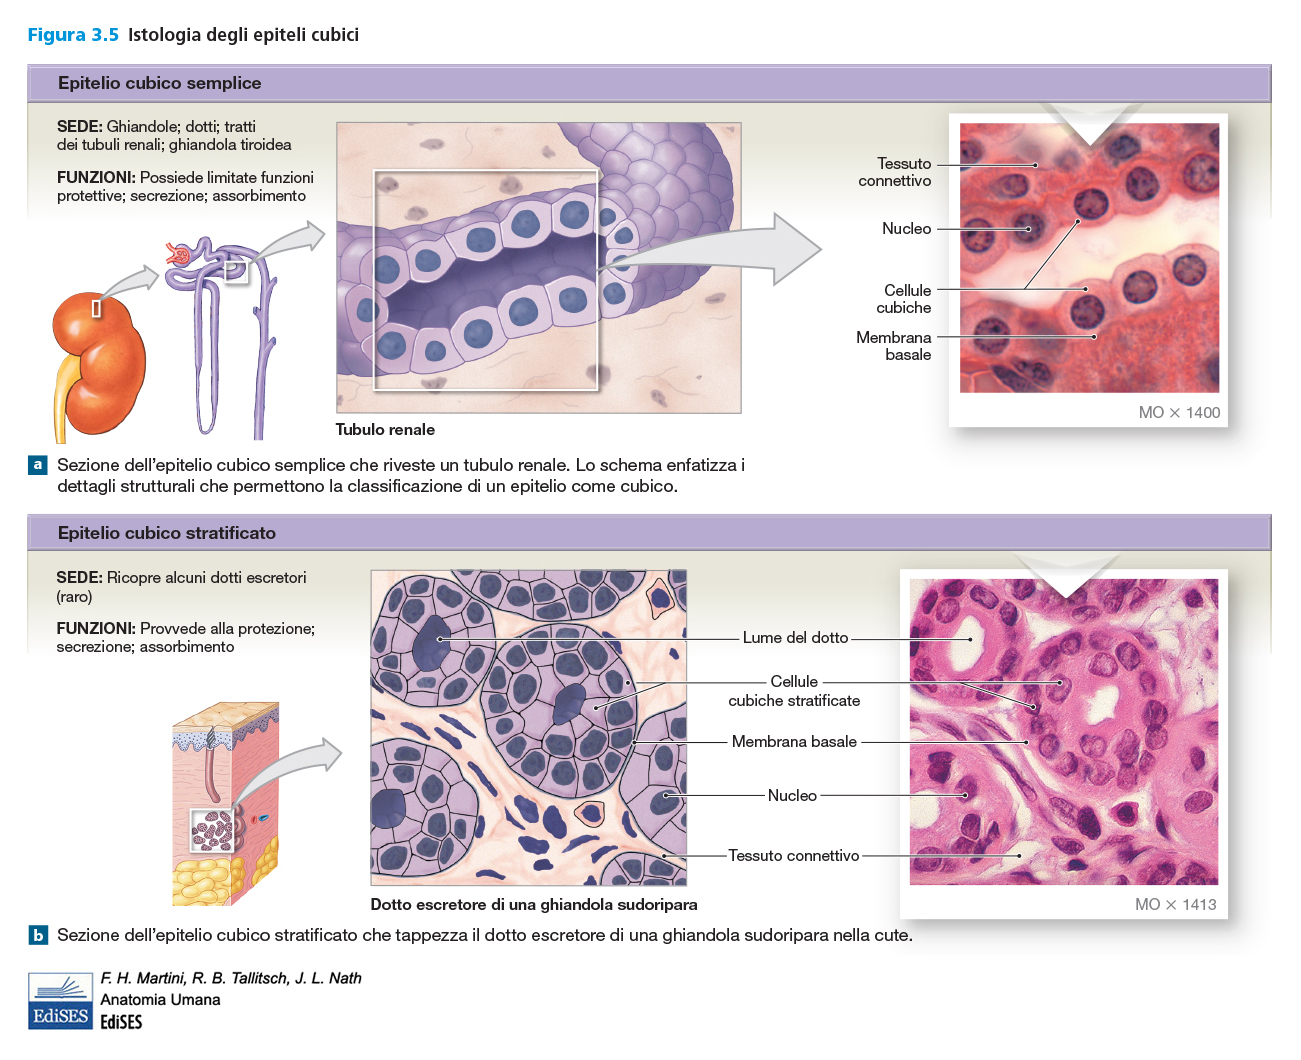 Figura 3.5 Istologia degli epiteli cubici
Epitelio cubico semplice
SEDE: Ghiandole; dotti; tratti
dei tubuli renali; ghiandola tiroidea
FUNZIONI: Possiede limitate funzioni
protettive; secrezione; assorbimento
Tessuto
connettivo
Nucleo
Cellule
cubiche
Membrana
basale
MO × 1400
Tubulo renale
a Sezione dell'epitelio cubico semplice che riveste un tubulo renale. Lo schema enfatizza i
dettagli strutturali che permettono la classificazione di un epitelio come cubico.
Epitelio cubico stratificato
SEDE: Ricopre alcuni dotti escretori
(raro)
FUNZIONI: Provvede alla protezione;
secrezione; assorbimento
Lume del dotto
Cellule
cubiche stratificate
Membrana basale
Nucleo
Tessuto connettivo
Dotto escretore di una ghiandola sudoripara
MO × 1413
b Sezione dell'epitelio cubico stratificato che tappezza il dotto escretore di una ghiandola sudoripara nella cute.
F. H. Martini, R. B. Tallitsch, J. L. Nath
Anatomia Umana
EdiSES
EdiSES